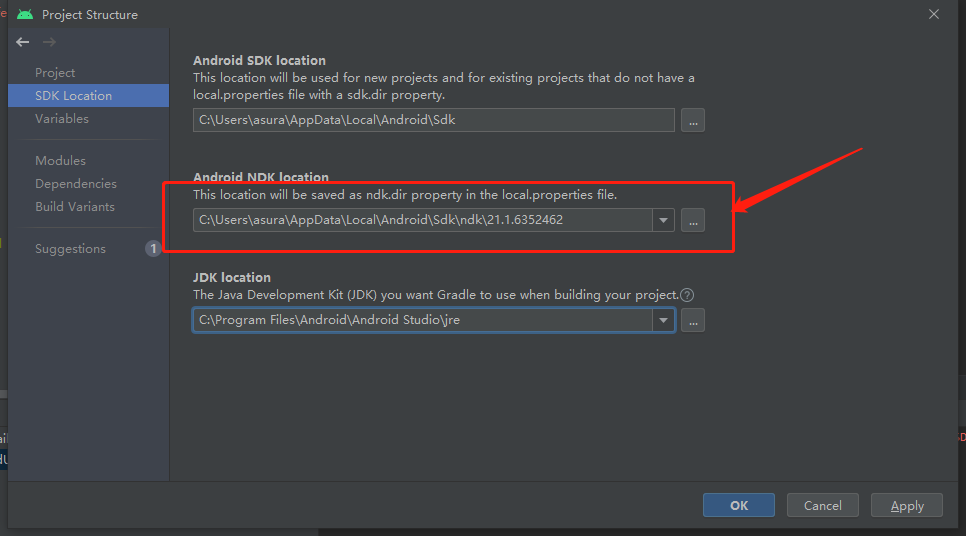 Project Structure
Project
SDK Location
Variables
Modules
Dependencies
Build Variants
Suggestions
1
Android SDK location
This location will be used for new projects and for existing projects that do not have a
local.properties file with a sdk.dir property.
C:\Users\asura\AppData\Local\Android\Sdk
...
Android NDK location
This location will be saved as ndk.dir property in the local.properties file.
C:\Users\asura\AppData\Local\Android\Sdk\ndk\21.1.6352462
...
JDK location
The Java Development Kit (JDK) you want Gradle to use when building your project. ?
C:\Program Files\Android\Android Studio\jre
...
OK
Cancel
Apply